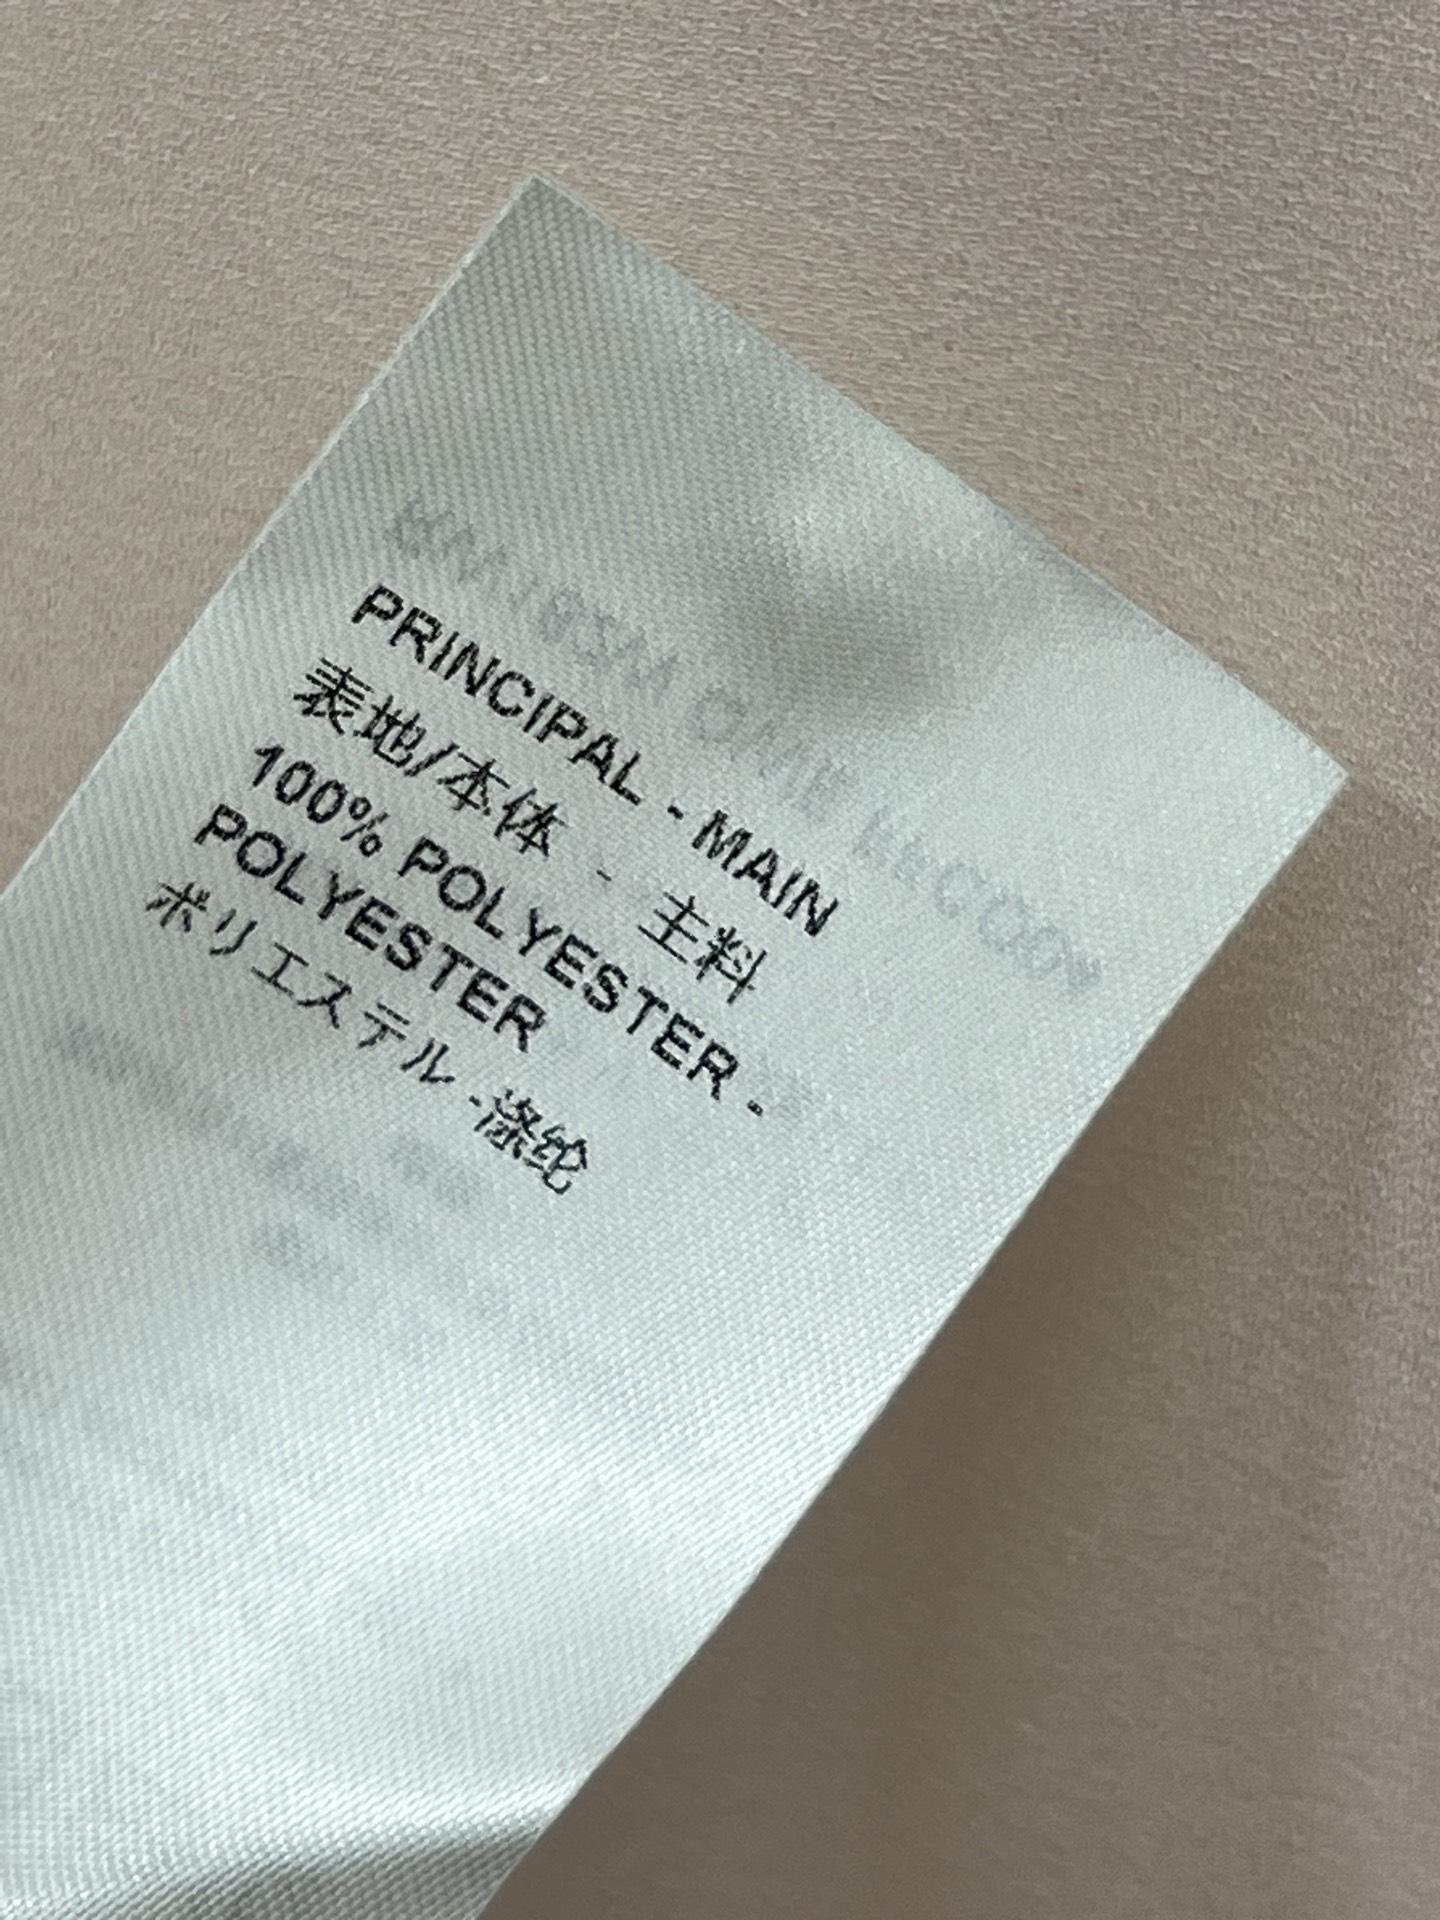 PRINCIPAL - MAIN
表地/本体 - 主料
100% POLYESTER -
POLYESTER
ポリエステル -涤纶